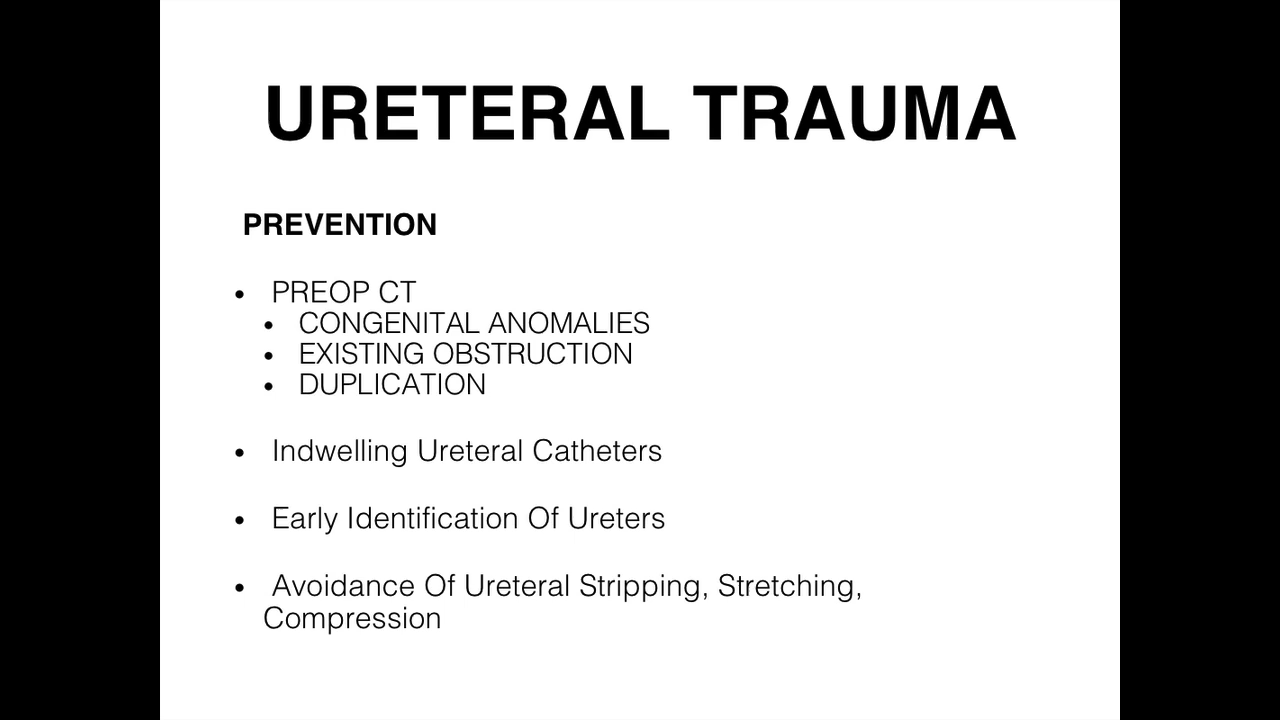 URETERAL TRAUMA
PREVENTION
• PREOP CT
• CONGENITAL ANOMALIES
• EXISTING OBSTRUCTION
• DUPLICATION
• Indwelling Ureteral Catheters
• Early Identification Of Ureters
• Avoidance Of Ureteral Stripping, Stretching,
Compression